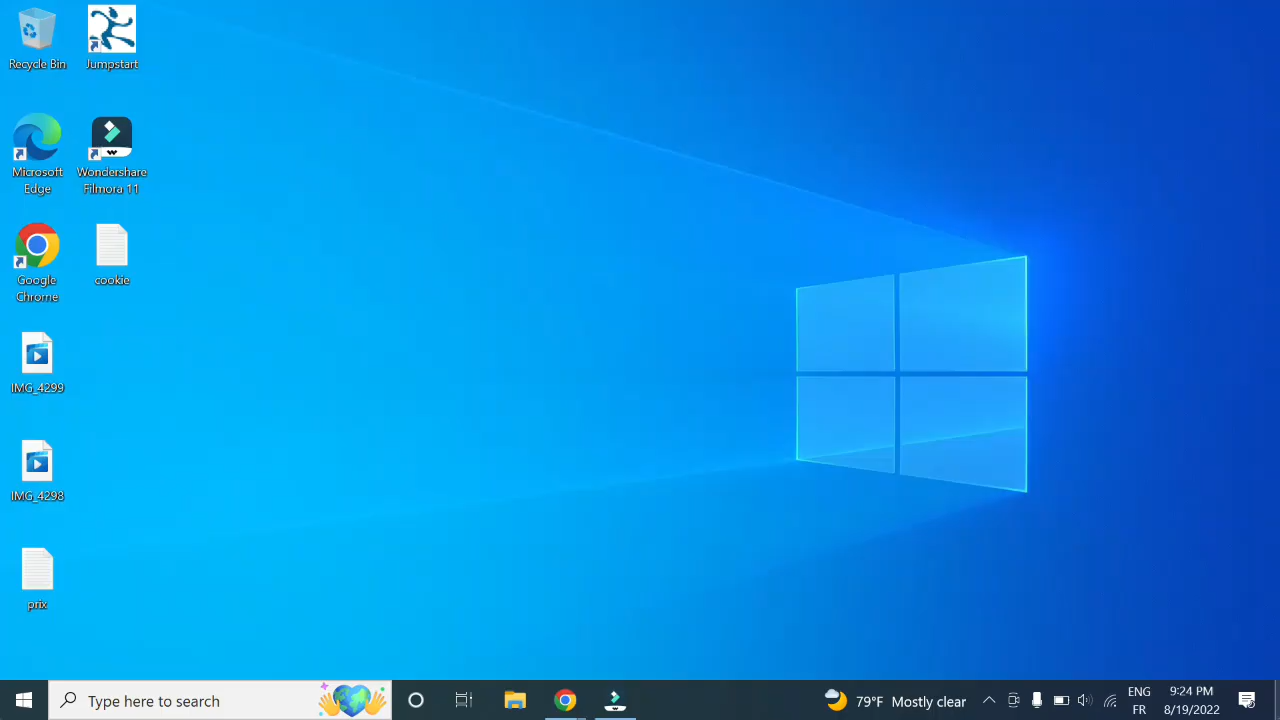 Recycle Bin
Jumpstart
Microsoft
Edge
Wondershare
Filmora 11
Google
Chrome
cookie
IMG_4299
IMG_4298
prix
Type here to search
79°F Mostly clear
ENG
FR
9:24 PM
8/19/2022